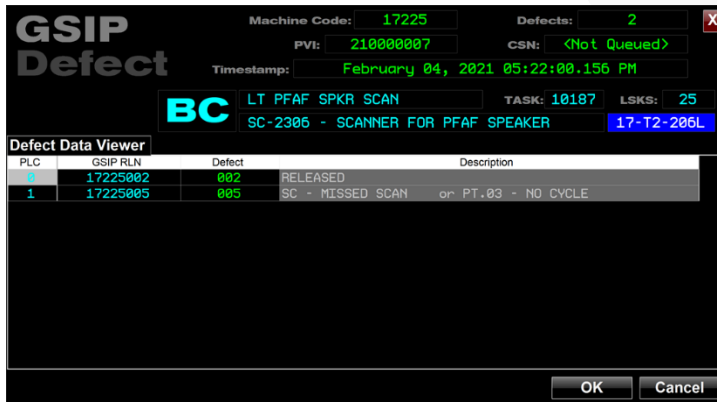 GSIP
Defect
Machine Code: 17225 Defects: 2 X
PVI: 210000007 CSN: <Not Queued>
Timestamp: February 04, 2021 05:22:00.156 PM
BC
LT PFAF SPKR SCAN TASK: 10187 LSKS: 25
SC-2306 - SCANNER FOR PFAF SPEAKER 17-T2-206L
Defect Data Viewer
PLC GSIP RLN Defect Description
0 17225002 002 RELEASED
1 17225005 005 SC - MISSED SCAN or PT.03 - NO CYCLE
OK Cancel